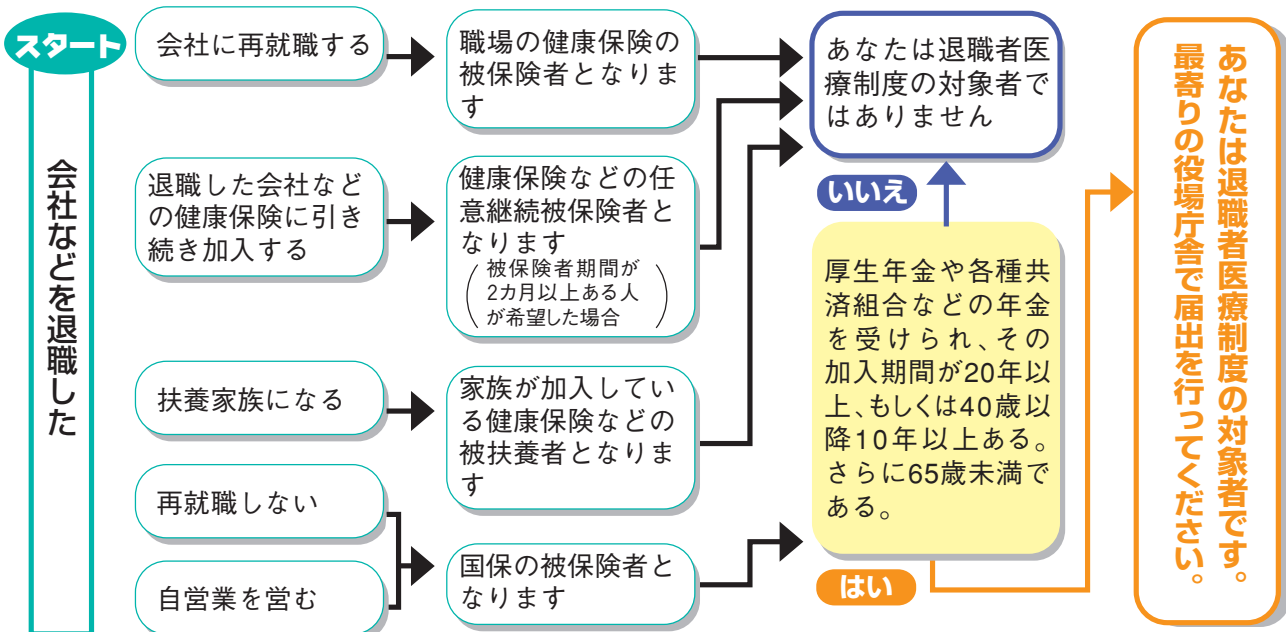 スタート
会社などを退職した
会社に再就職する
職場の健康保険の
被保険者となりま
す
あなたは退職者医
療制度の対象者で
はありません
退職した会社など
の健康保険に引き
続き加入する
健康保険などの任
意継続被保険者と
なります
(被保険者期間が
2カ月以上ある人
が希望した場合)
扶養家族になる
家族が加入してい
る健康保険などの
被扶養者となりま
す
再就職しない
自営業を営む
国保の被保険者と
なります
いいえ
厚生年金や各種共
済組合などの年金
を受けられ、その
加入期間が20年以
上、もしくは40歳以
降10年以上ある。
さらに65歳未満で
ある。
はい
あなたは退職者医療制度の対象者です。
最寄りの役場庁舎で届出を行ってください。